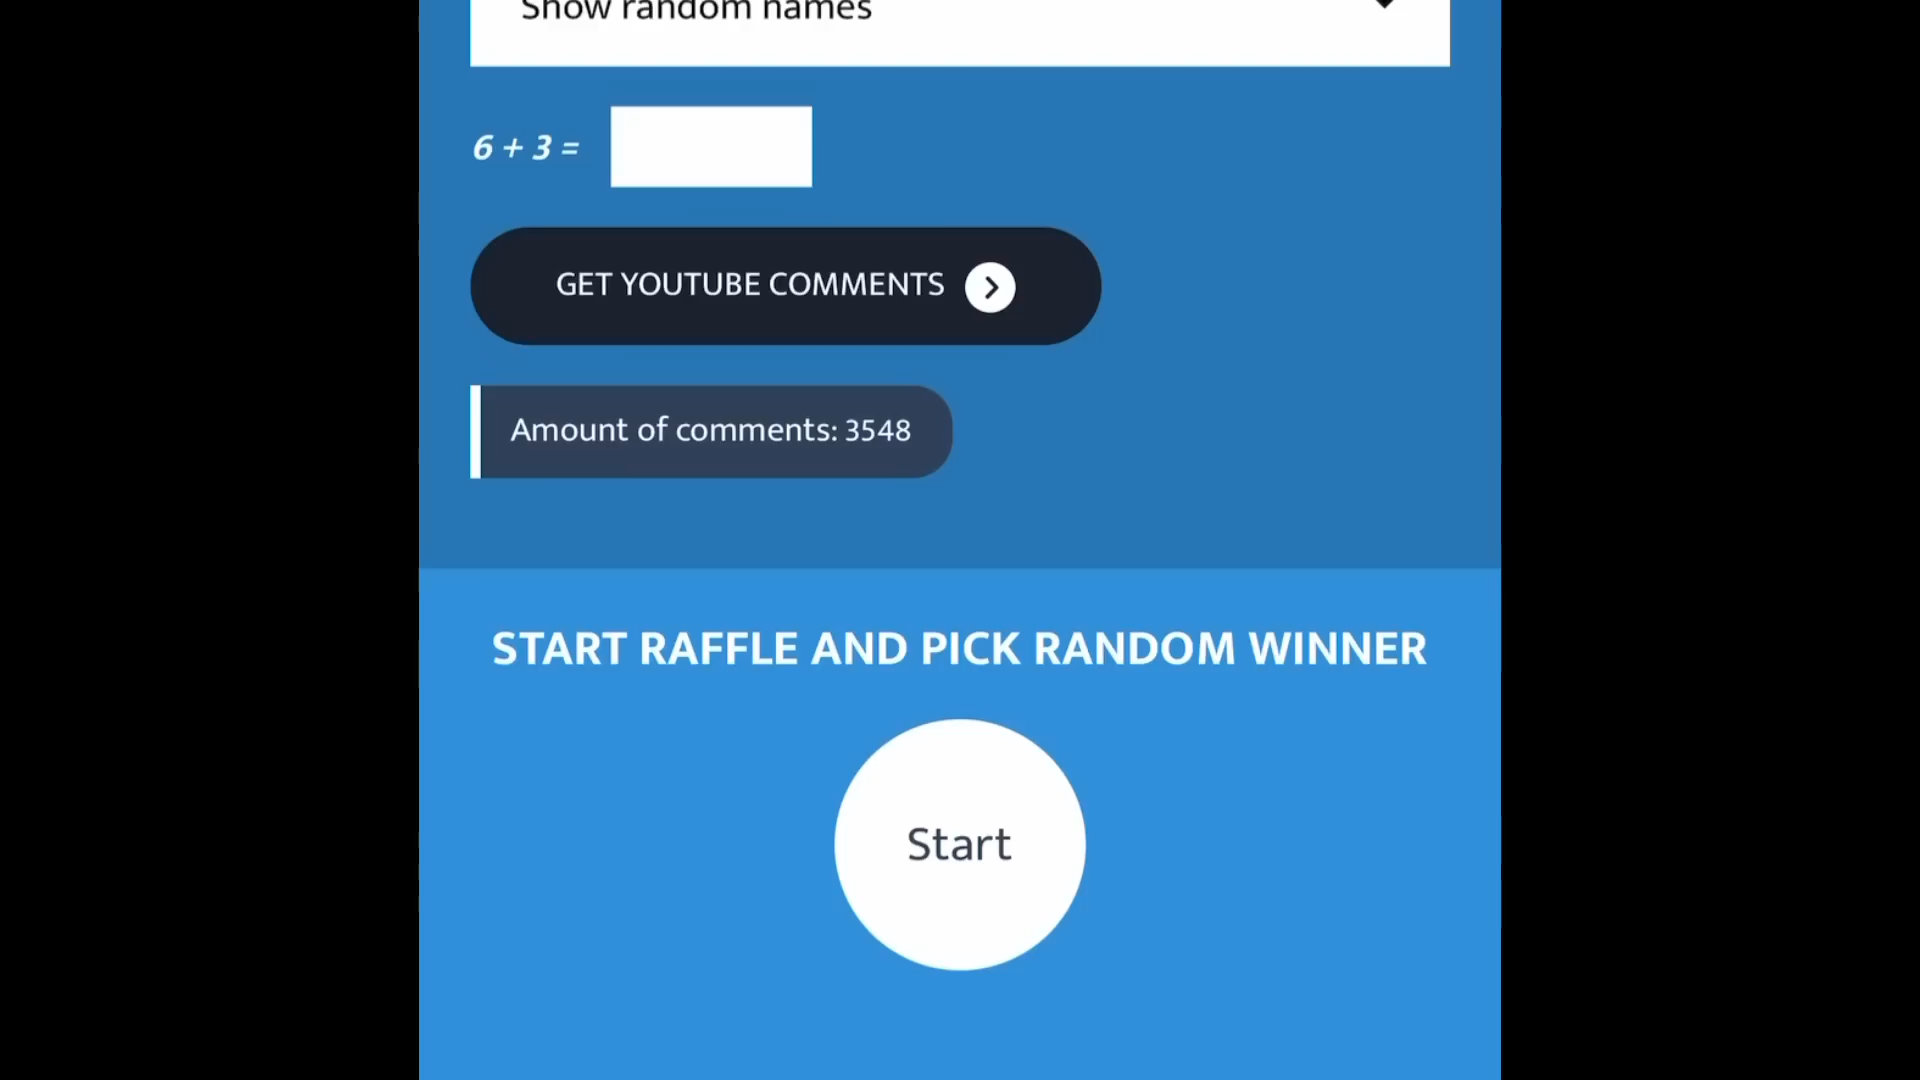 Show random names
6 + 3 =
GET YOUTUBE COMMENTS
Amount of comments: 3548
START RAFFLE AND PICK RANDOM WINNER
Start